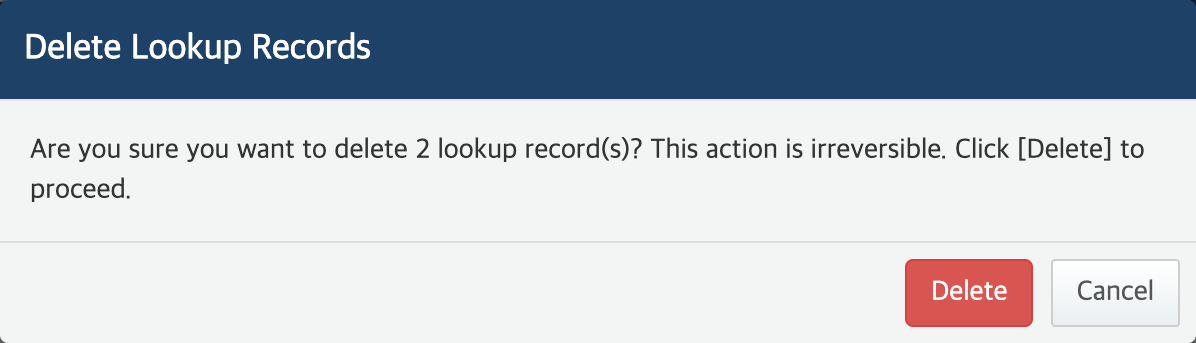 Delete Lookup Records
Are you sure you want to delete 2 lookup record(s)? This action is irreversible. Click [Delete] to
proceed.
Delete
Cancel